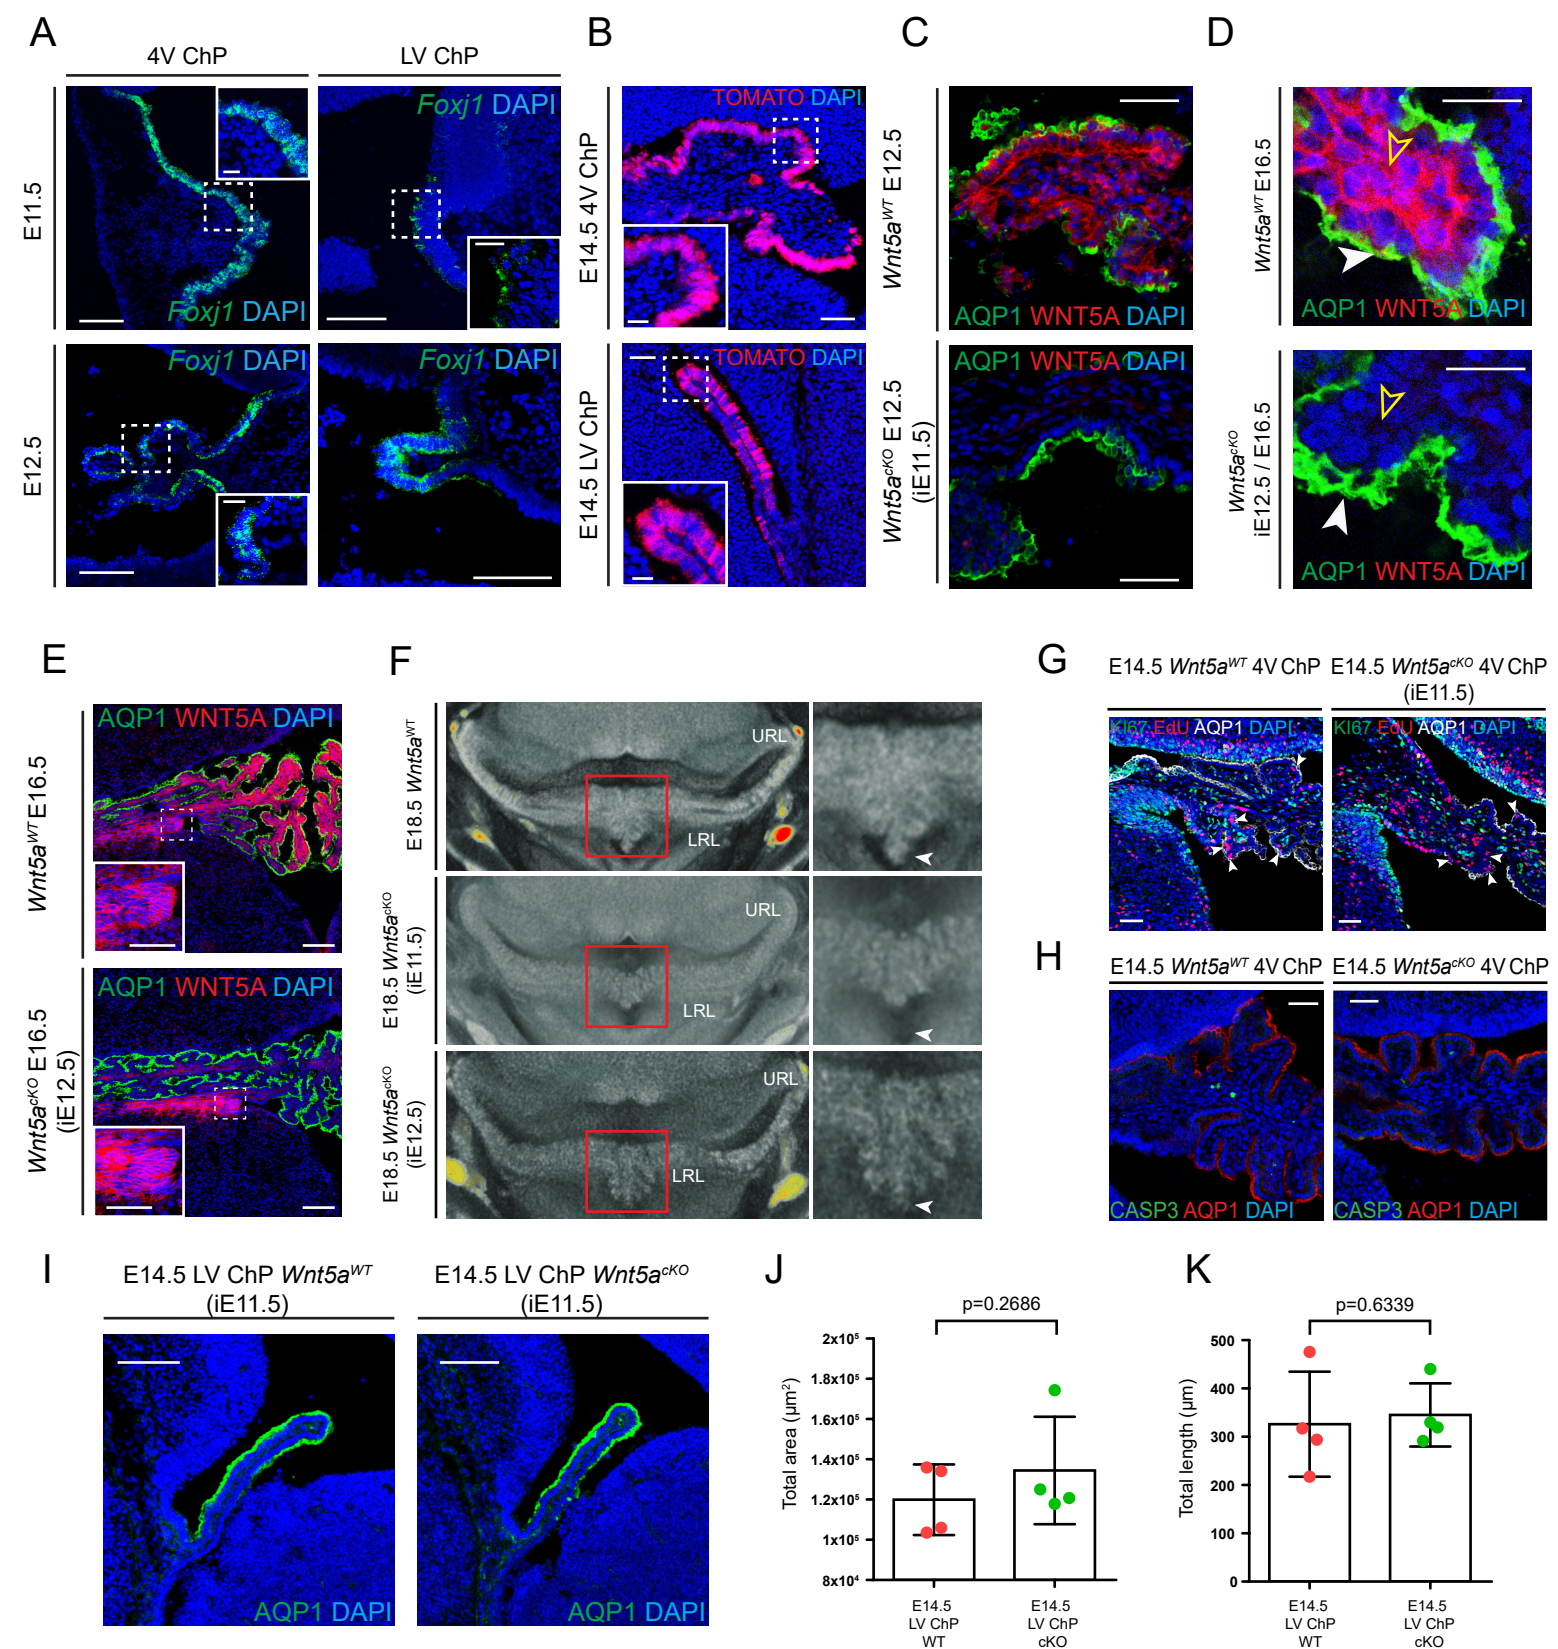 A
4V ChP
LV ChP
E11.5
Foxj1 DAPI
Foxj1 DAPI
E12.5
Foxj1 DAPI
Foxj1 DAPI
B
E14.5 4V ChP
TOMATO DAPI
E14.5 LV ChP
TOMATO DAPI
C
Wnt5aWT E12.5
AQP1 WNT5A DAPI
Wnt5acKO E12.5
(iE11.5)
AQP1 WNT5A DAPI
D
Wnt5aWT E16.5
AQP1 WNT5A DAPI
Wnt5acKO
iE12.5 / E16.5
AQP1 WNT5A DAPI
E
Wnt5aWT E16.5
AQP1 WNT5A DAPI
Wnt5acKO E16.5
(iE12.5)
AQP1 WNT5A DAPI
F
E18.5 Wnt5aWT
URL
LRL
E18.5 Wnt5acKO
(iE11.5)
URL
LRL
E18.5 Wnt5acKO
(iE12.5)
URL
LRL
G
E14.5 Wnt5aWT 4V ChP
E14.5 Wnt5acKO 4V ChP
(iE11.5)
KI67 EdU AQP1 DAPI
KI67 EdU AQP1 DAPI
H
E14.5 Wnt5aWT 4V ChP
E14.5 Wnt5acKO 4V ChP
CASP3 AQP1 DAPI
CASP3 AQP1 DAPI
I
E14.5 LV ChP Wnt5aWT
(iE11.5)
E14.5 LV ChP Wnt5acKO
(iE11.5)
AQP1 DAPI
AQP1 DAPI
J
p=0.2686
Total area (µm²)
2x10⁵
1.8x10⁵
1.6x10⁵
1.4x10⁵
1.2x10⁵
1x10⁵
8x10⁴
E14.5
LV ChP
WT
E14.5
LV ChP
cKO
K
p=0.6339
Total length (µm)
500
400
300
200
100
0
E14.5
LV ChP
WT
E14.5
LV ChP
cKO